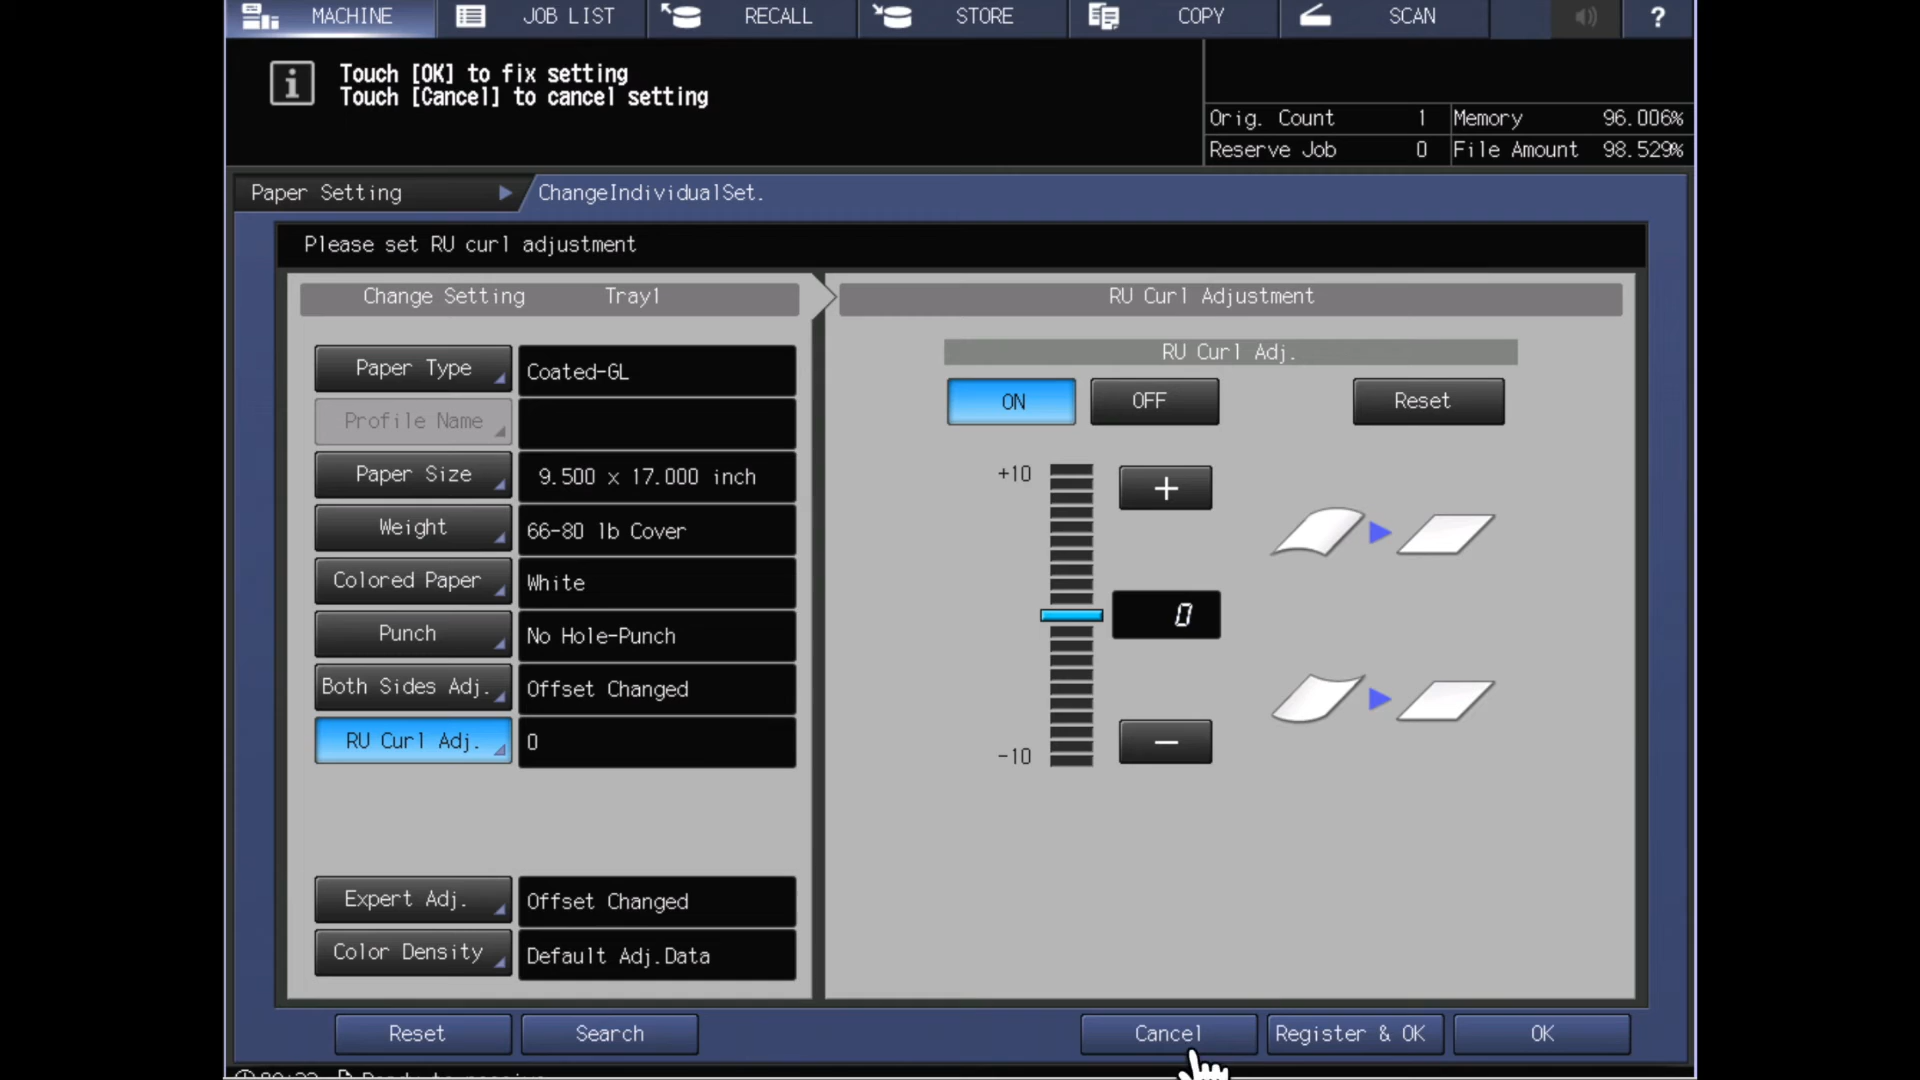 MACHINE
JOB LIST
RECALL
STORE
COPY
SCAN
?
Touch [OK] to fix setting
Touch [Cancel] to cancel setting
Orig. Count 1
Memory 96.006%
Reserve Job 0
File Amount 98.529%
Paper Setting
ChangeIndividualSet.
Please set RU curl adjustment
Change Setting Tray1
RU Curl Adjustment
Paper Type Coated-GL
Profile Name
Paper Size 9.500 x 17.000 inch
Weight 66-80 lb Cover
Colored Paper White
Punch No Hole-Punch
Both Sides Adj. Offset Changed
RU Curl Adj. 0
Expert Adj. Offset Changed
Color Density Default Adj.Data
RU Curl Adj.
ON
OFF
Reset
+10
+
0
-10
−
Reset
Search
Cancel
Register & OK
OK